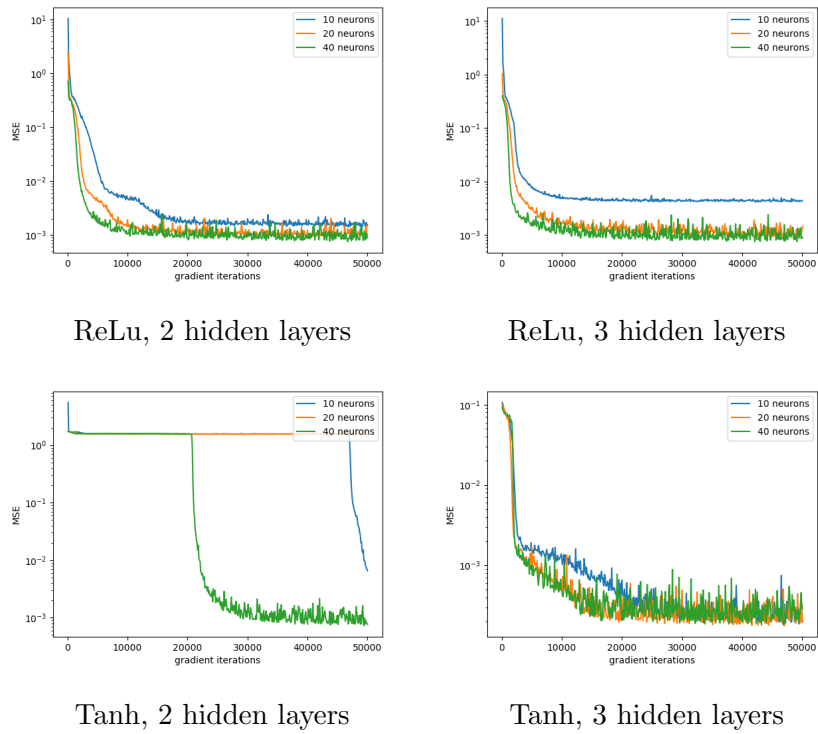 10 neurons
20 neurons
40 neurons
10¹
10⁰
10⁻¹
10⁻²
10⁻³
MSE
0 10000 20000 30000 40000 50000
gradient iterations
ReLu, 2 hidden layers
10 neurons
20 neurons
40 neurons
10¹
10⁰
10⁻¹
10⁻²
10⁻³
MSE
0 10000 20000 30000 40000 50000
gradient iterations
ReLu, 3 hidden layers
10 neurons
20 neurons
40 neurons
10⁰
10⁻¹
10⁻²
10⁻³
MSE
0 10000 20000 30000 40000 50000
gradient iterations
Tanh, 2 hidden layers
10 neurons
20 neurons
40 neurons
10⁻¹
10⁻²
10⁻³
MSE
0 10000 20000 30000 40000 50000
gradient iterations
Tanh, 3 hidden layers